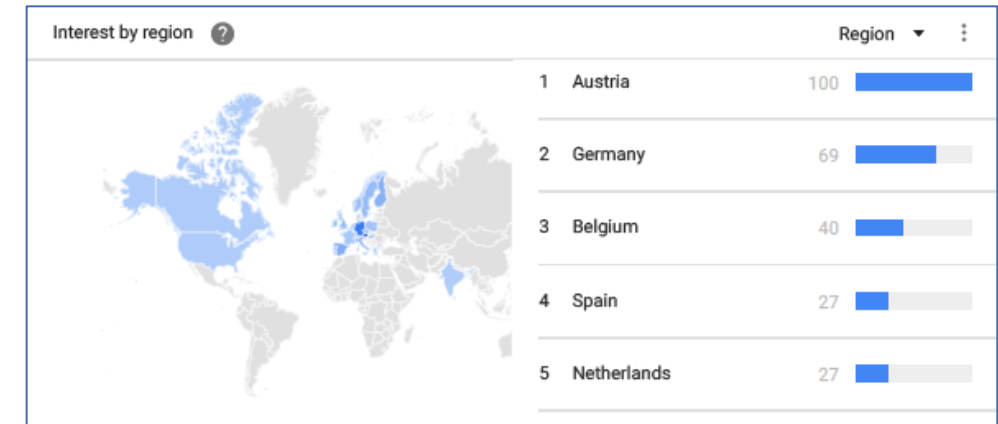 Interest by region ?
Region
1 Austria 100
2 Germany 69
3 Belgium 40
4 Spain 27
5 Netherlands 27